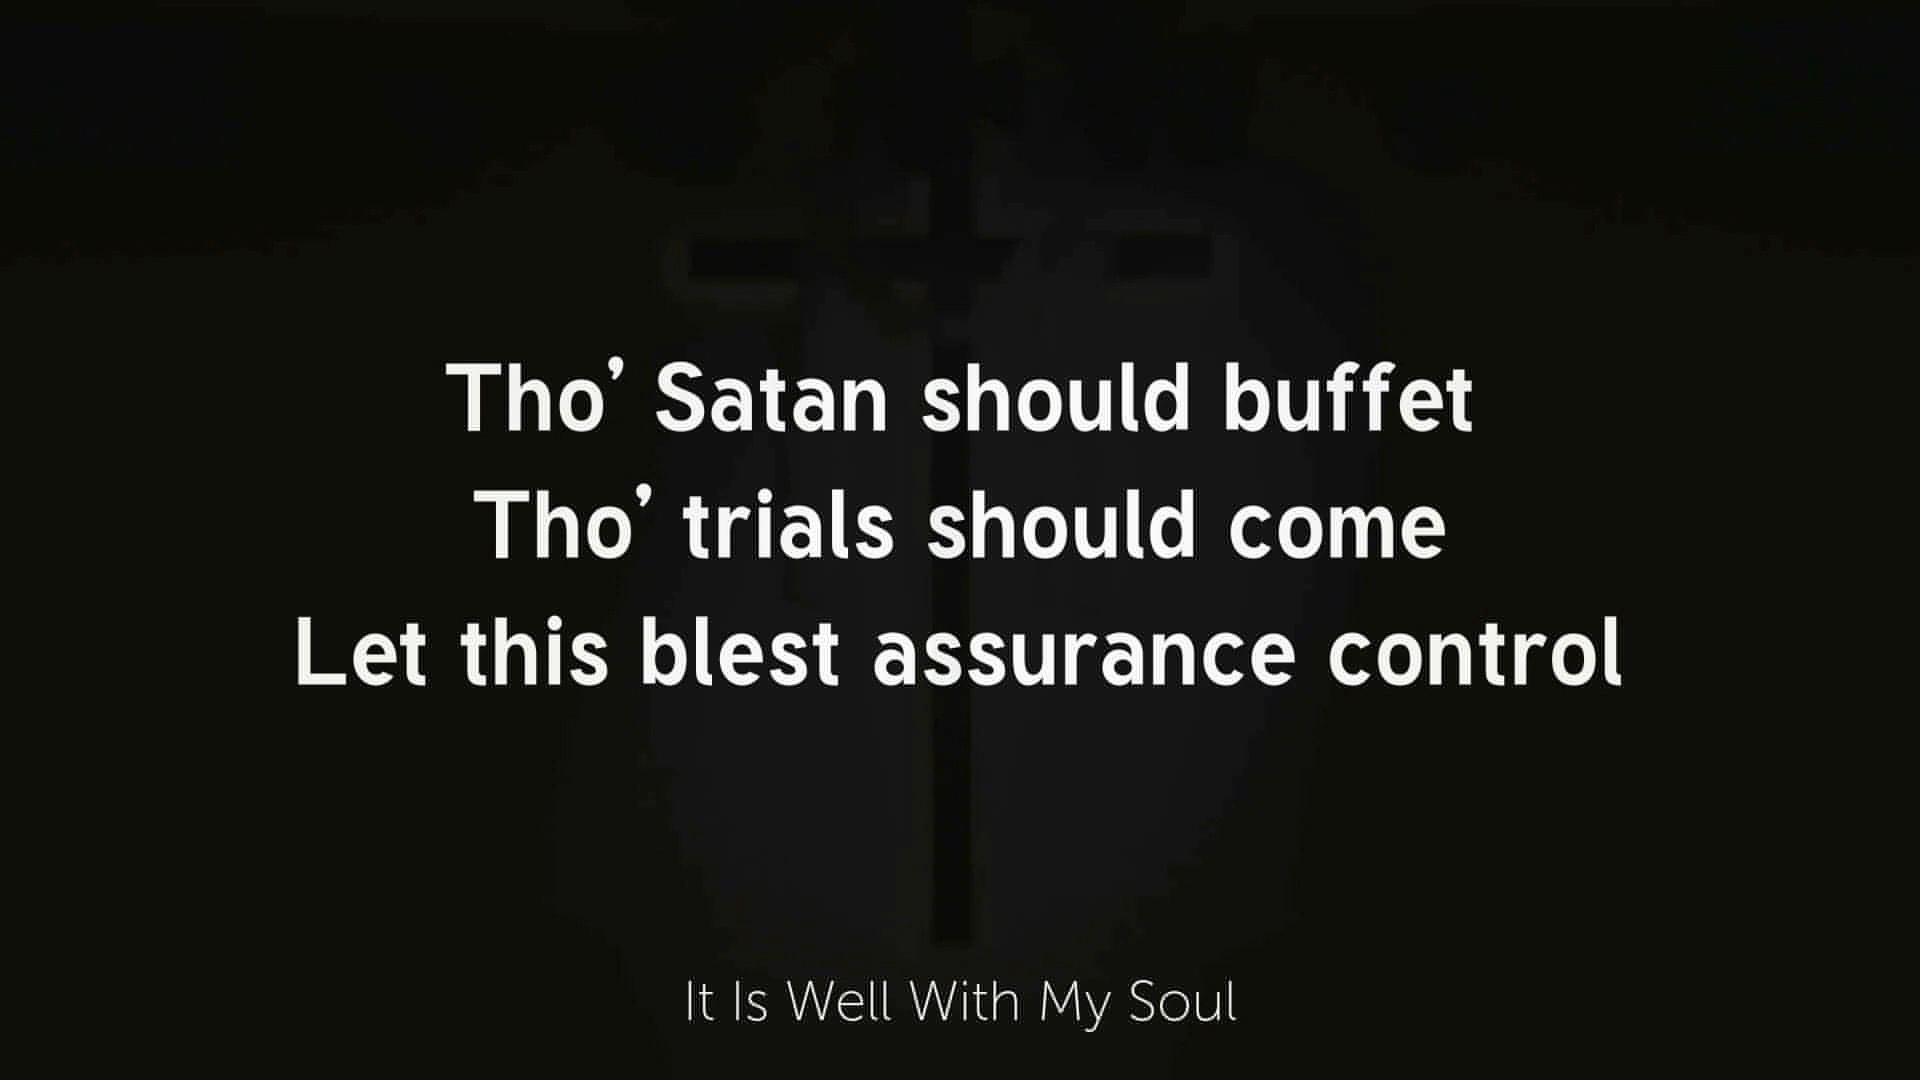 Tho’ Satan should buffet
Tho’ trials should come
Let this blest assurance control
It Is Well With My Soul